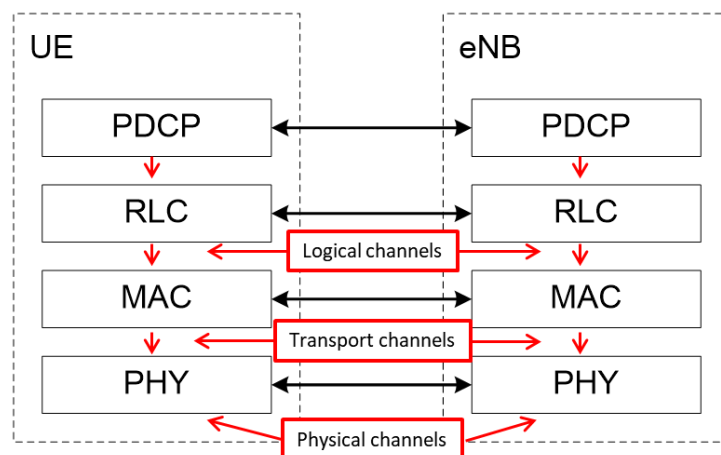 UE
eNB
PDCP
PDCP
RLC
RLC
Logical channels
MAC
MAC
Transport channels
PHY
PHY
Physical channels